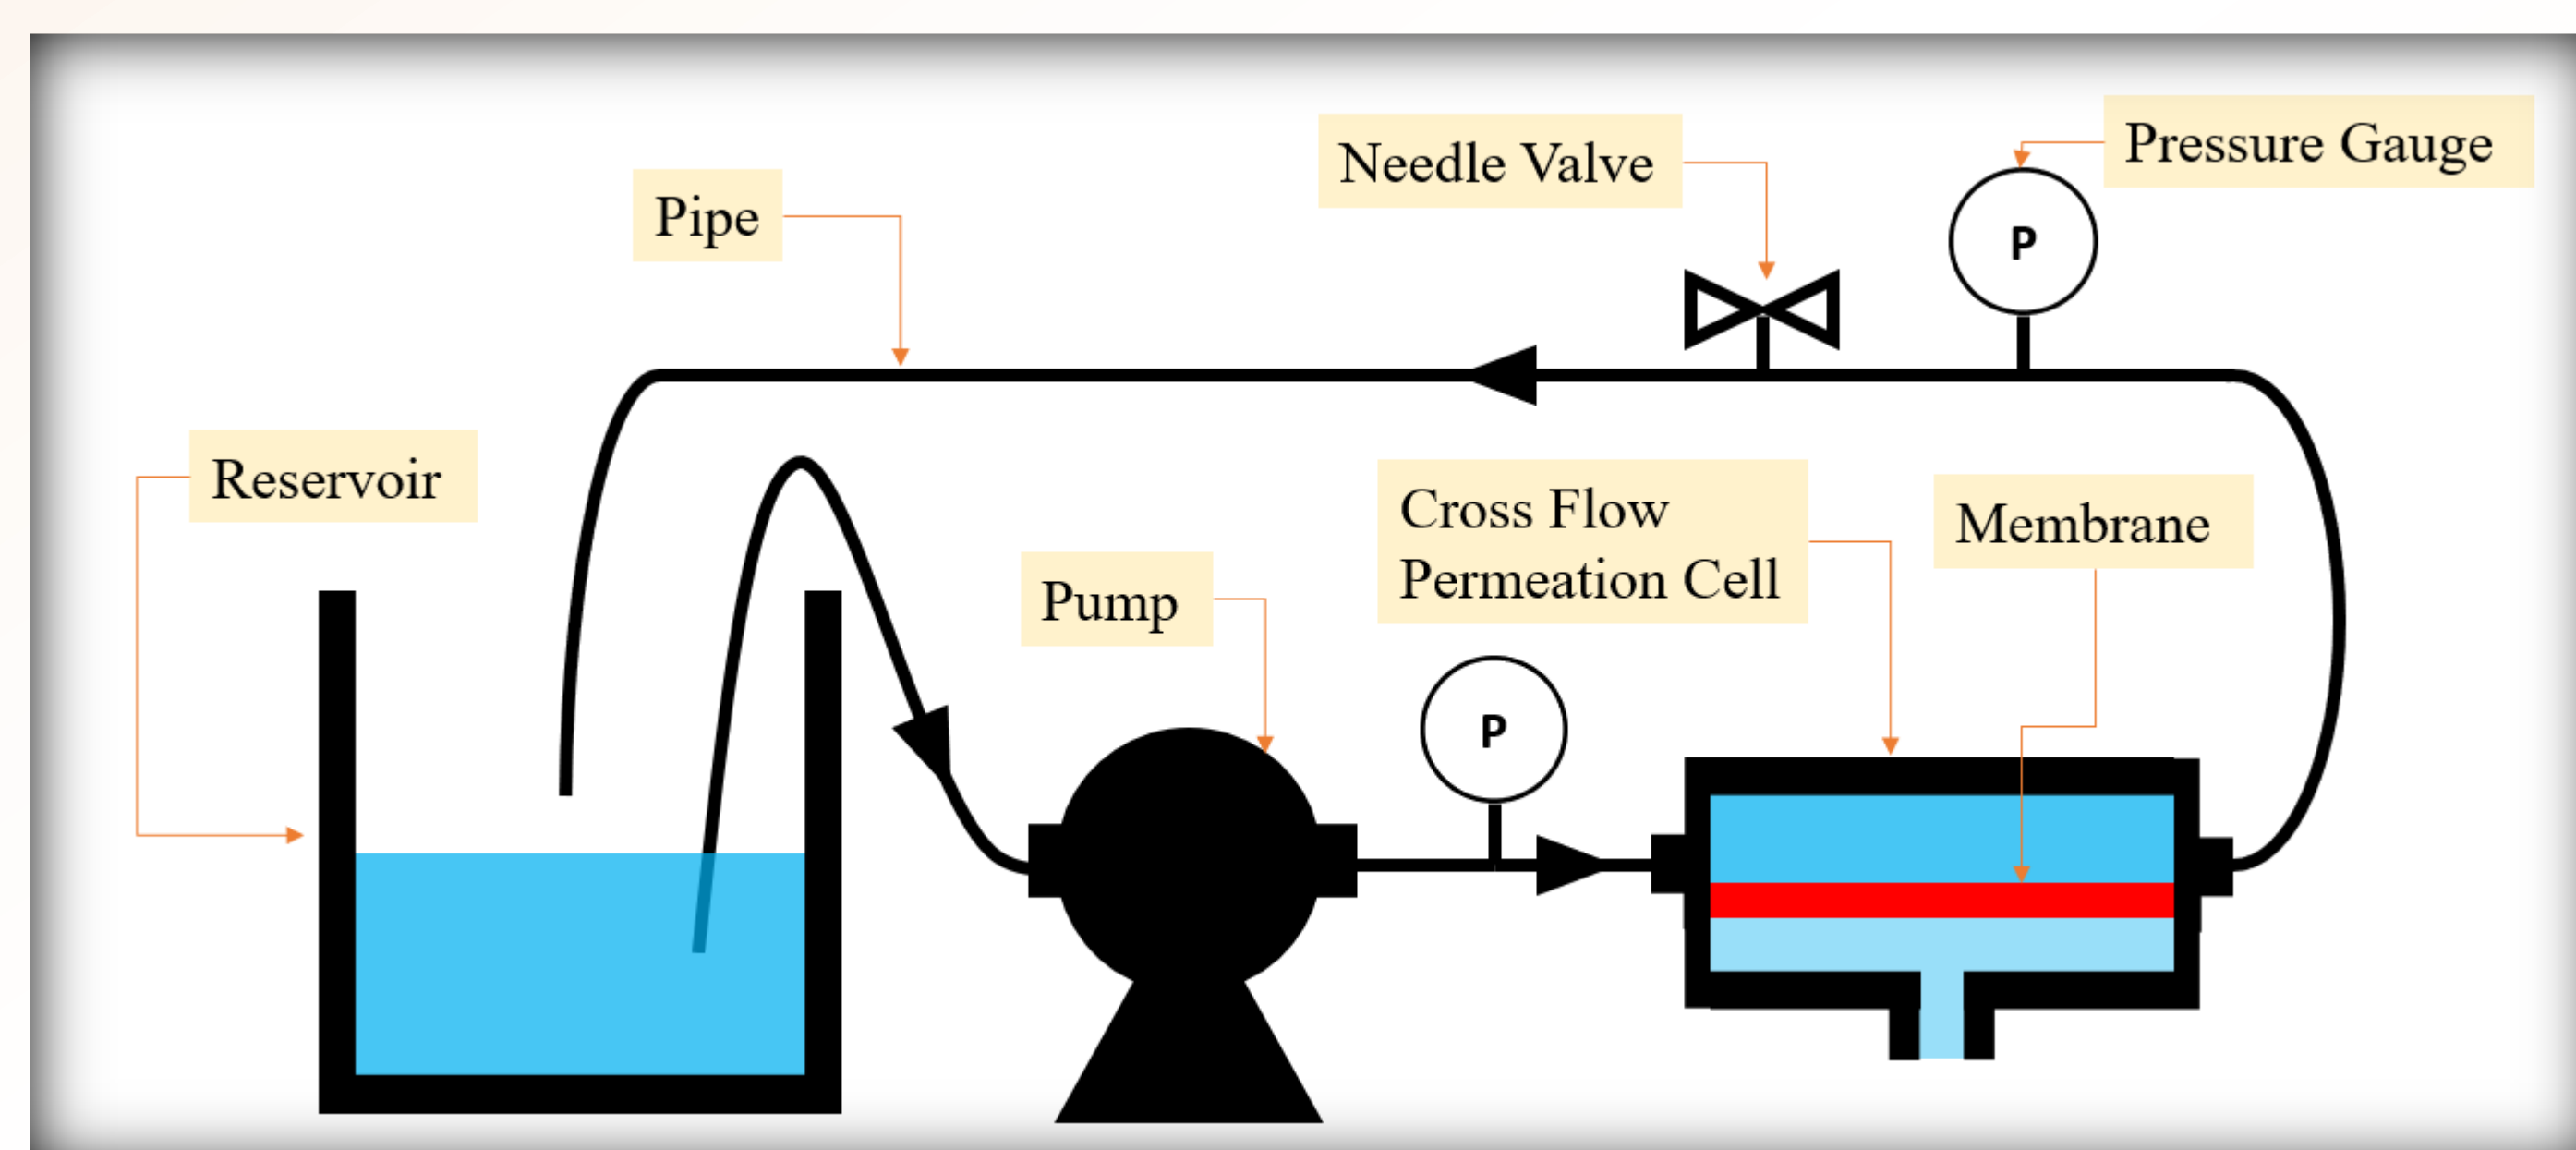 Pressure Gauge
Needle Valve
Pipe
P
Reservoir
Cross Flow
Permeation Cell
Membrane
Pump
P